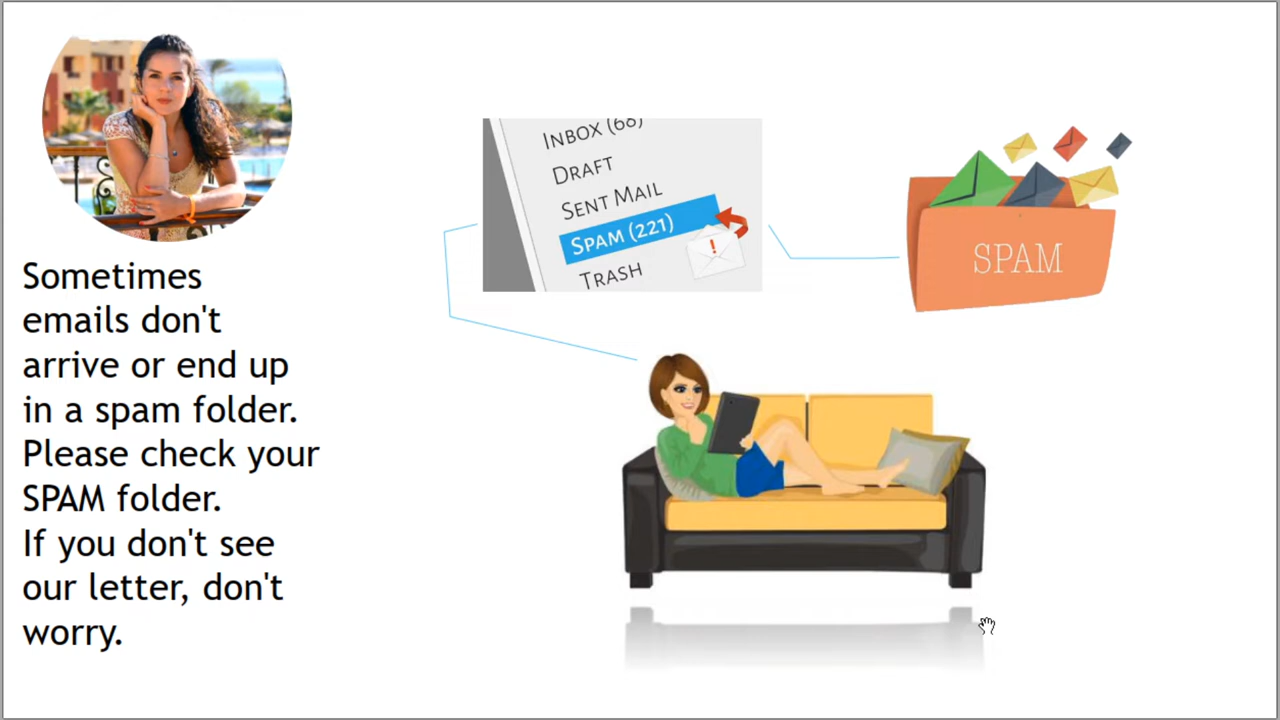 Sometimes
emails don't
arrive or end up
in a spam folder.
Please check your
SPAM folder.
If you don't see
our letter, don't
worry.
INBOX (68)
DRAFT
SENT MAIL
SPAM (221)
TRASH
!
SPAM